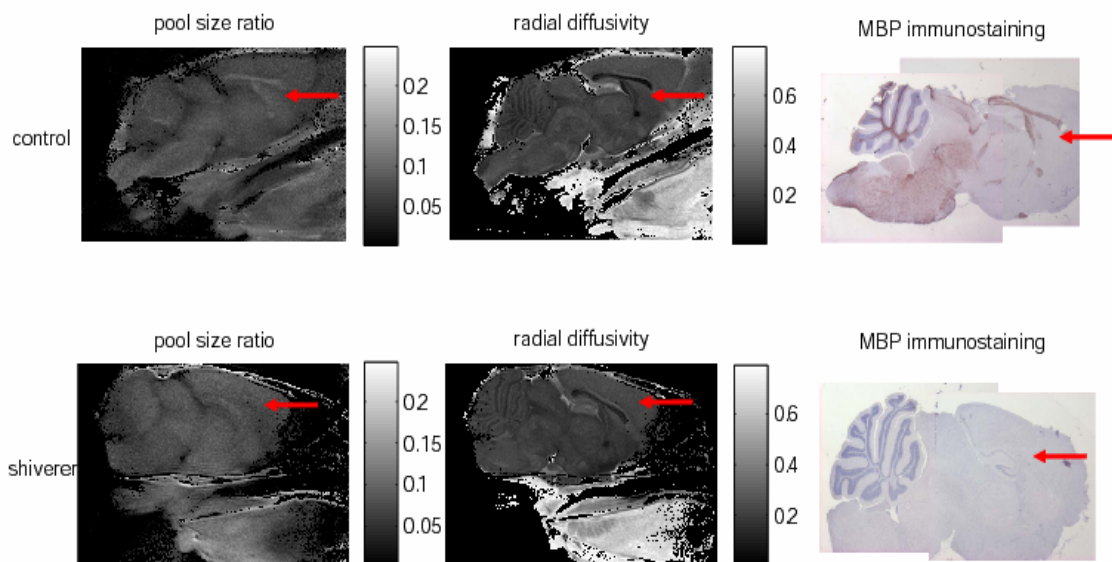 pool size ratio
radial diffusivity
MBP immunostaining
control
0.2
0.15
0.1
0.05
0.6
0.4
0.2
pool size ratio
radial diffusivity
MBP immunostaining
shiverer
0.2
0.15
0.1
0.05
0.6
0.4
0.2